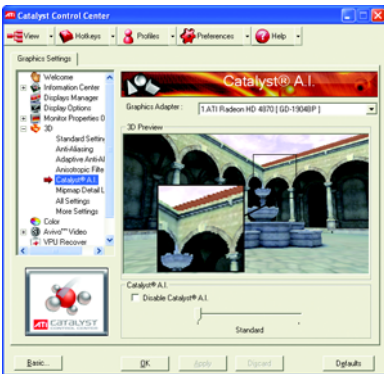 Catalyst Control Center
View
Hotkeys
Profiles
Preferences
Help
Graphics Settings
Welcome
Information Center
Displays Manager
Display Options
Monitor Properties 0
3D
Standard Settin
Anti-Aliasing
Adaptive Anti-Al
Anisotropic Filte
Catalyst® A.I.
Mipmap Detail L
All Settings
More Settings
Color
Avivo™ Video
VPU Recover
ATI CATALYST
Catalyst® A.I.
Graphics Adapter :
1.ATI Radeon HD 4870 [ GD-1904BP ]
3D Preview
Catalyst® A.I.
Disable Catalyst® A.I.
Standard
Basic...
OK
Apply
Discard
Defaults